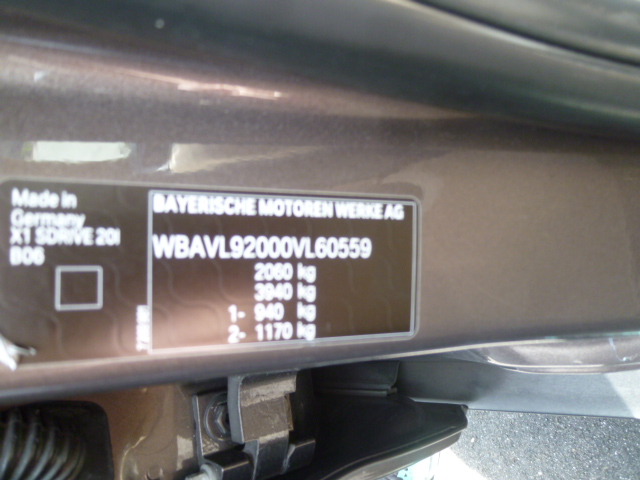 Made in
Germany
X1 SDRIVE 20I
B06
BAYERISCHE MOTOREN WERKE AG
WBAVL92000VL60559
2060 kg
3940 kg
1- 940 kg
2- 1170 kg